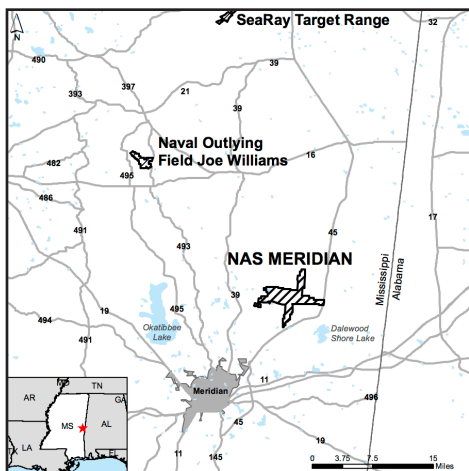 SeaRay Target Range
N
32
490
39
397
21
393
39
Naval Outlying
Field Joe Williams
16
482
495
486
17
491
45
493
NAS MERIDIAN
Mississippi
Alabama
39
19
495
494
Okatibbee
Lake
Dalewood
Shore Lake
491
MO
TN
11
AR
GA
Meridian
496
MS
AL
45
LA
TX
FL
19
11
145
0 3.75 7.5 15
Miles